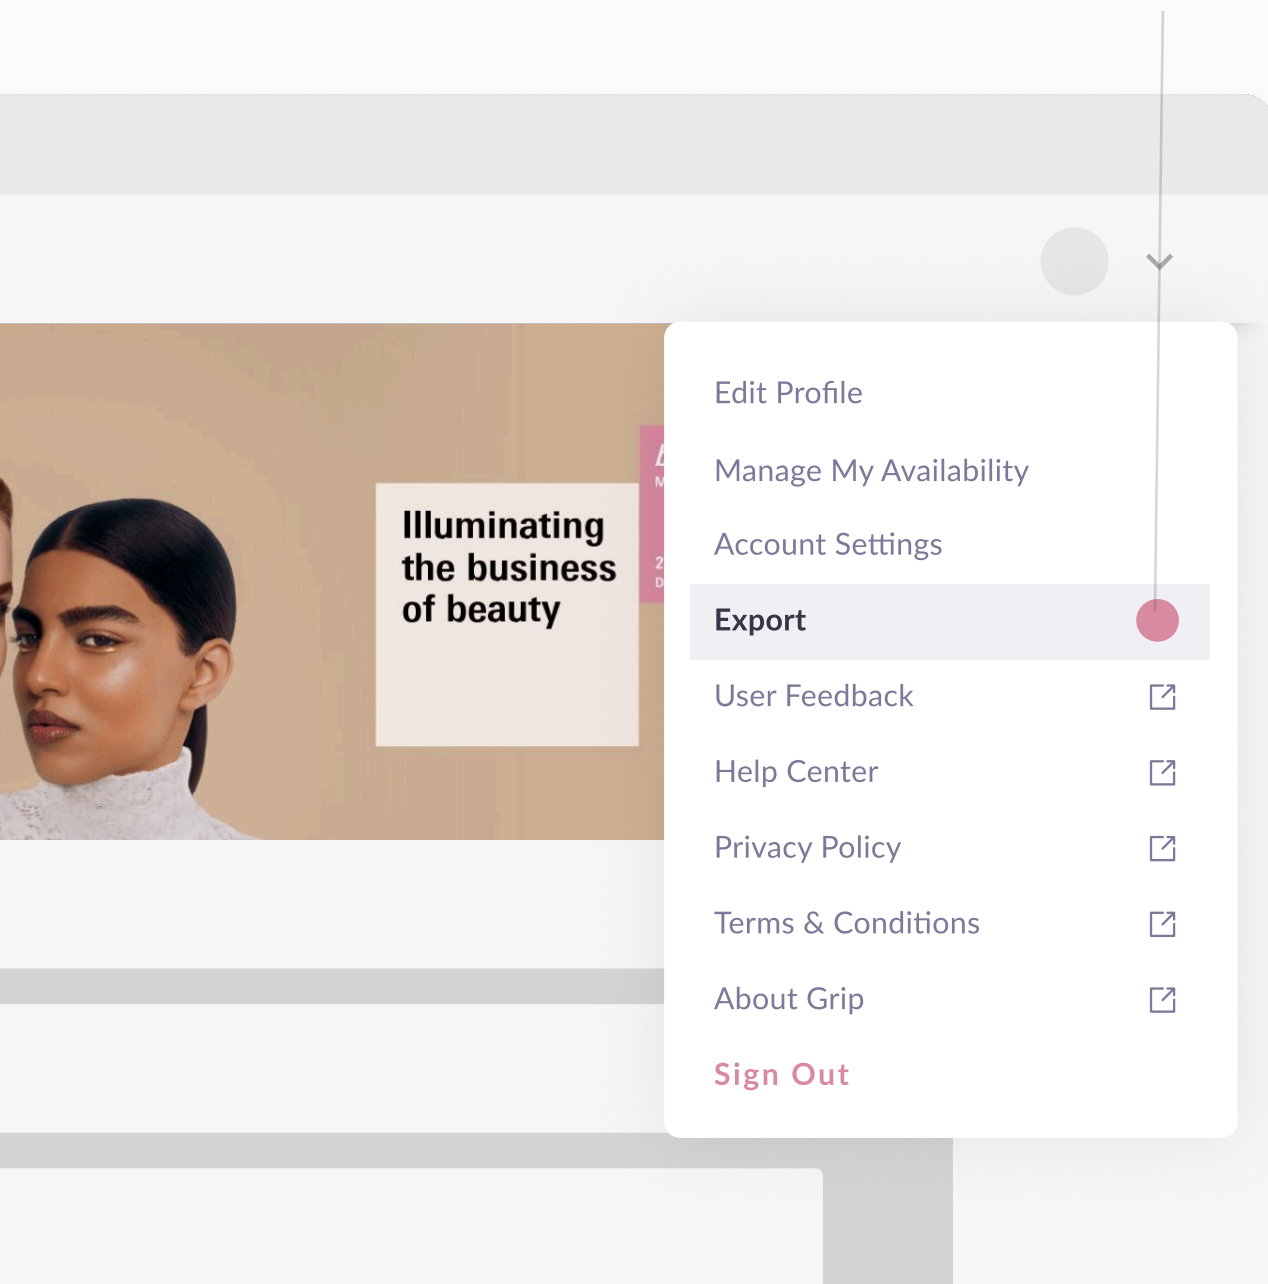 Illuminating
the business
of beauty
Edit Profile
Manage My Availability
Account Settings
Export
User Feedback
Help Center
Privacy Policy
Terms & Conditions
About Grip
Sign Out